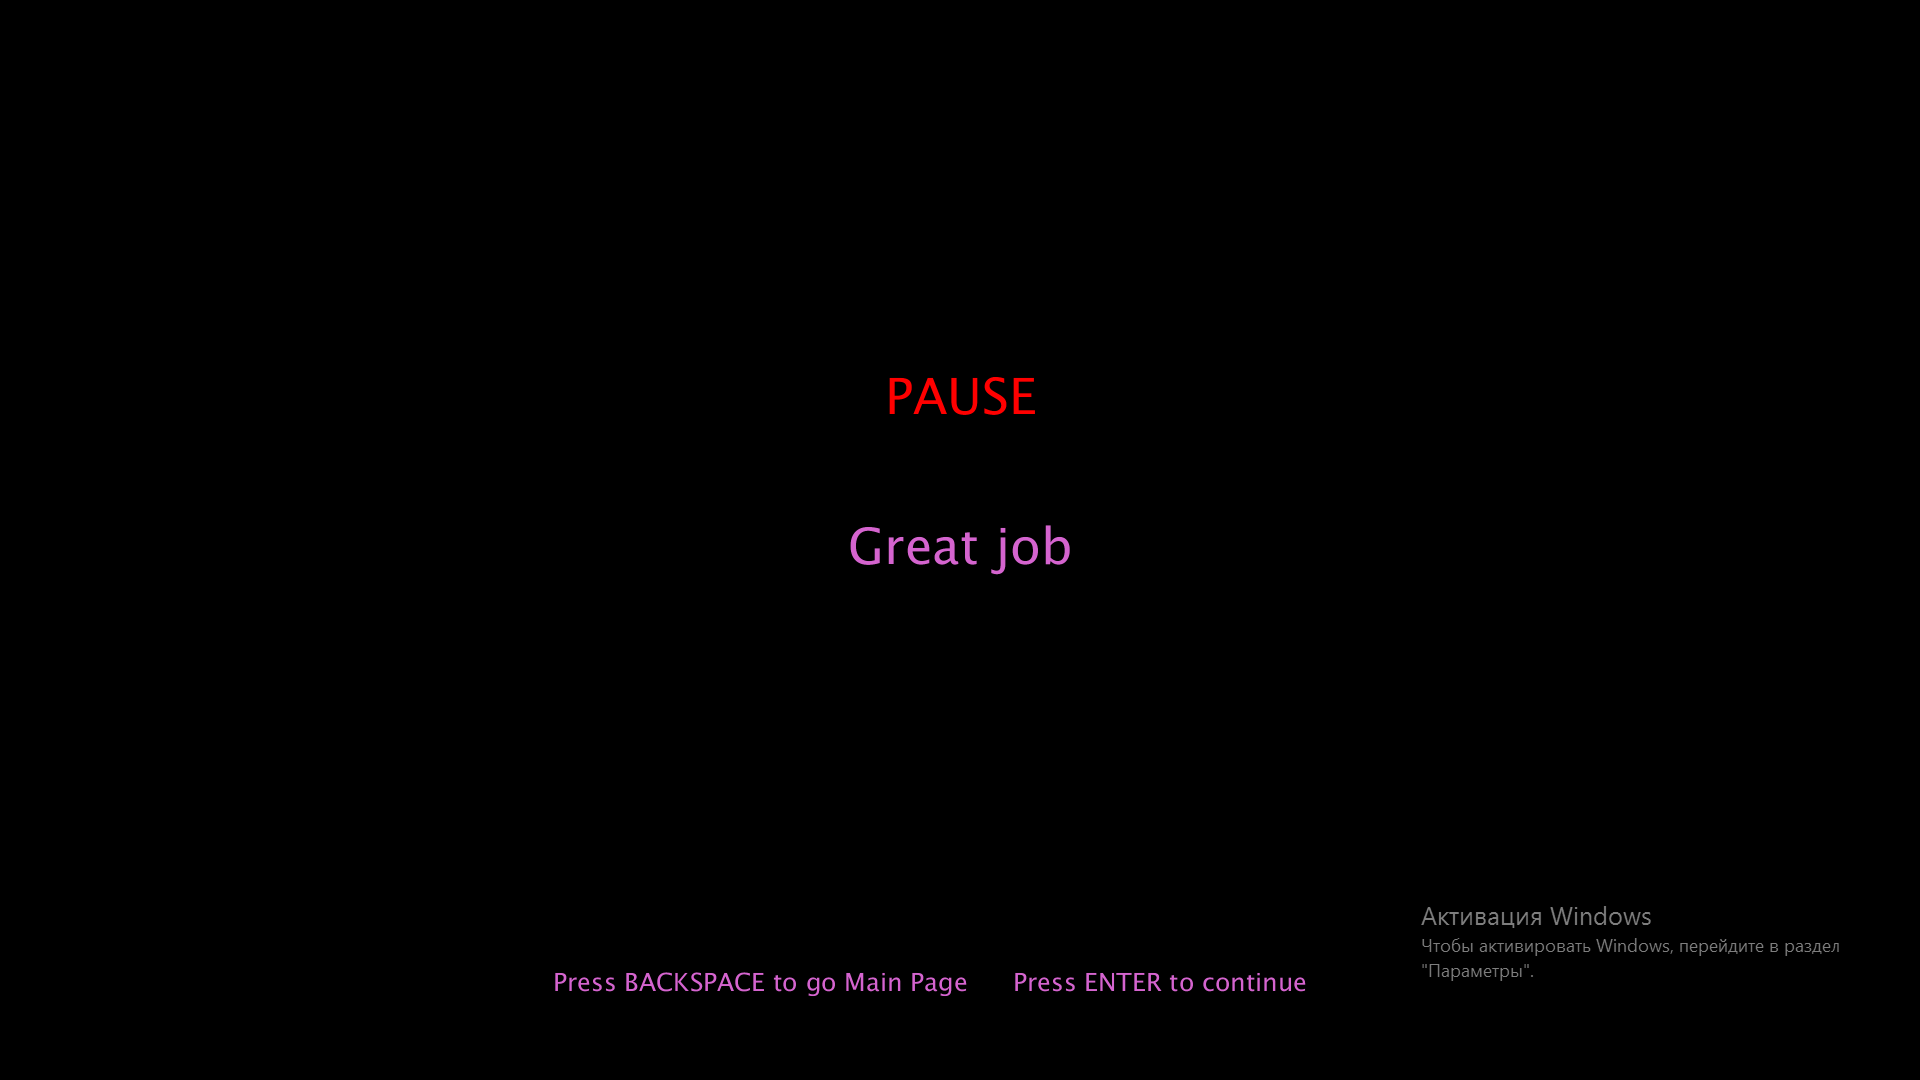 PAUSE
Great job
Активация Windows
Чтобы активировать Windows, перейдите в раздел
"Параметры".
Press BACKSPACE to go Main Page
Press ENTER to continue